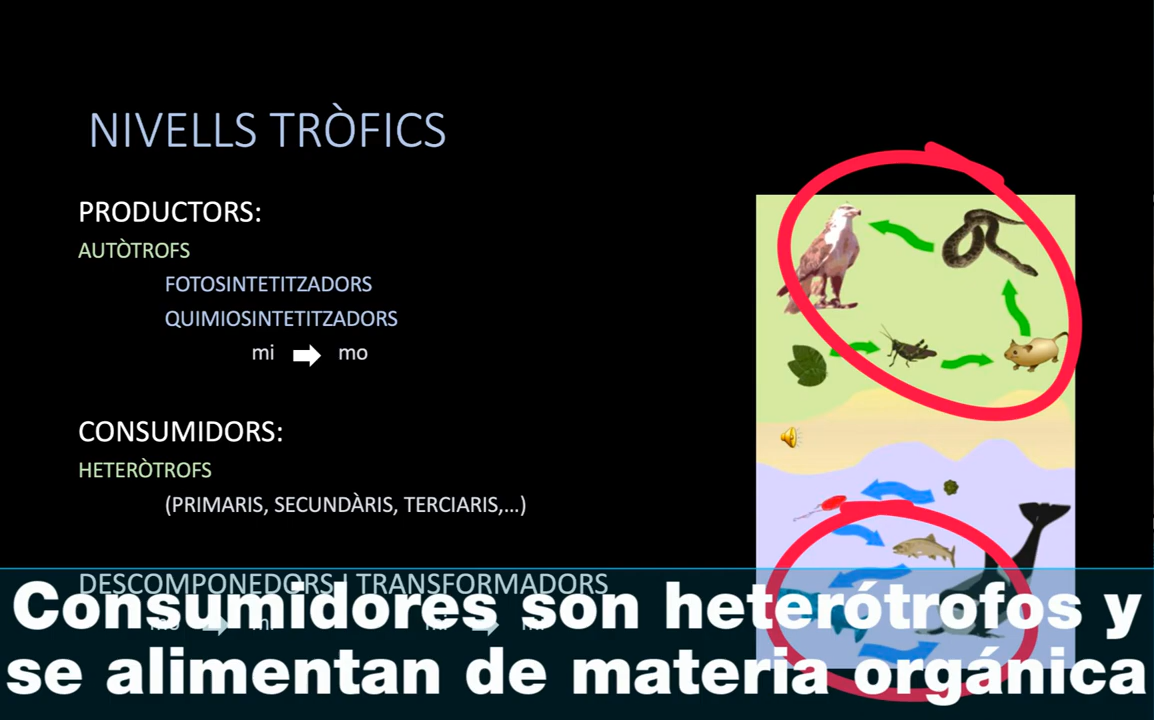 NIVELLS TRÒFICS
PRODUCTORS:
AUTÒTROFS
FOTOSINTETITZADORS
QUIMIOSINTETITZADORS
mi mo
CONSUMIDORS:
HETERÒTROFS
(PRIMARIS, SECUNDÀRIS, TERCIARIS,...)
DESCOMPONEDORS I TRANSFORMADORS
Consumidores son heterótrofos y
se alimentan de materia orgánica